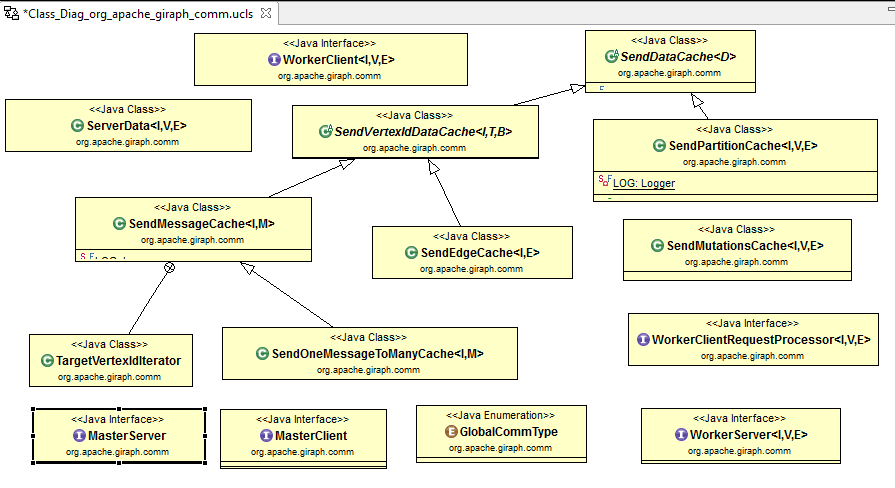 *Class_Diag_org_apache_giraph_comm.ucls
<<Java Interface>>
WorkerClient<I,V,E>
org.apache.giraph.comm
<<Java Class>>
SendDataCache<D>
org.apache.giraph.comm
<<Java Class>>
ServerData<I,V,E>
org.apache.giraph.comm
<<Java Class>>
SendVertexIdDataCache<I,T,B>
org.apache.giraph.comm
<<Java Class>>
SendPartitionCache<I,V,E>
org.apache.giraph.comm
LOG: Logger
<<Java Class>>
SendMessageCache<I,M>
org.apache.giraph.comm
<<Java Class>>
SendEdgeCache<I,E>
org.apache.giraph.comm
<<Java Class>>
SendMutationsCache<I,V,E>
org.apache.giraph.comm
<<Java Class>>
TargetVertexIdIterator
org.apache.giraph.comm
<<Java Class>>
SendOneMessageToManyCache<I,M>
org.apache.giraph.comm
<<Java Interface>>
WorkerClientRequestProcessor<I,V,E>
org.apache.giraph.comm
<<Java Interface>>
MasterServer
org.apache.giraph.comm
<<Java Interface>>
MasterClient
org.apache.giraph.comm
<<Java Enumeration>>
GlobalCommType
org.apache.giraph.comm
<<Java Interface>>
WorkerServer<I,V,E>
org.apache.giraph.comm